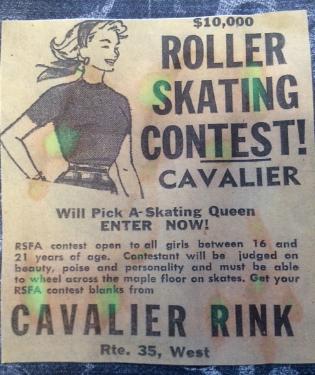 $10,000
ROLLER
SKATING
CONTEST!
CAVALIER
Will Pick A-Skating Queen
ENTER NOW!
RSFA contest open to all girls between 16 and
21 years of age. Contestant will be judged on
beauty, poise and personality and must be able
to wheel across the maple floor on skates. Get your
RSFA contest blanks from
CAVALIER RINK
Rte. 35, West